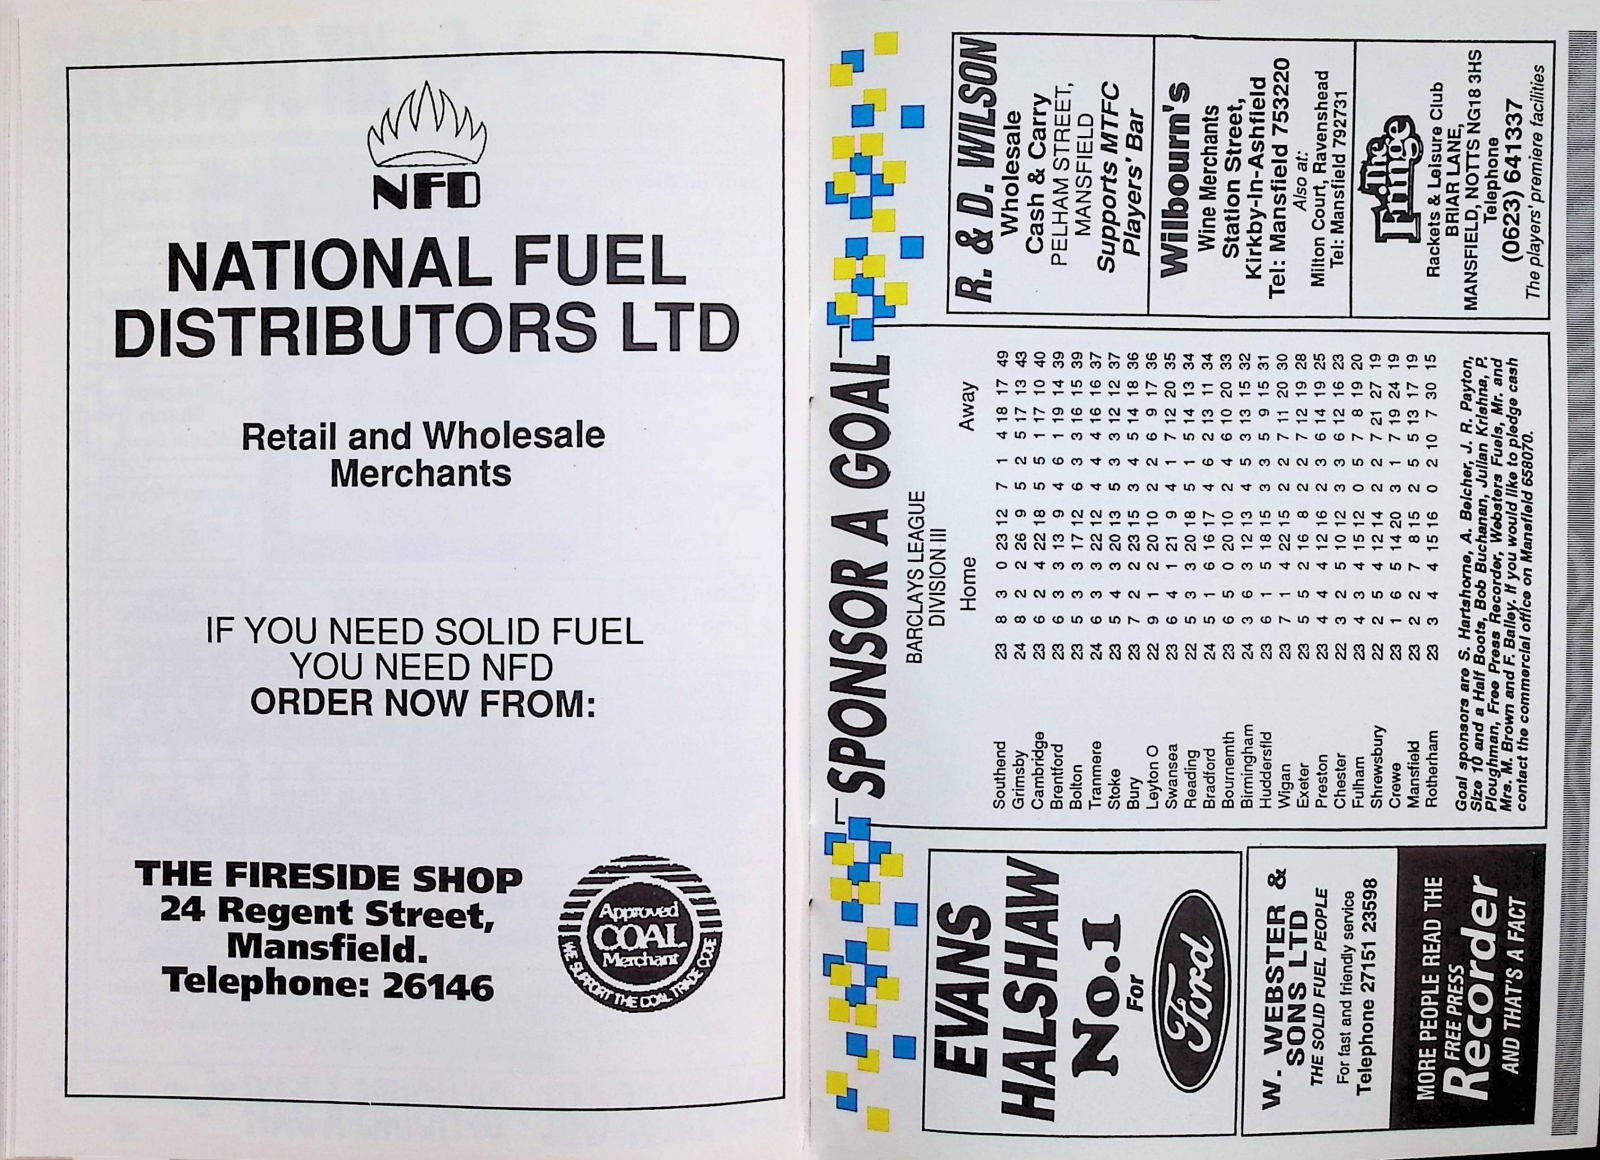 NFD
NATIONAL FUEL
DISTRIBUTORS LTD
Retail and Wholesale
Merchants
IF YOU NEED SOLID FUEL
YOU NEED NFD
ORDER NOW FROM:
THE FIRESIDE SHOP
24 Regent Street,
Mansfield.
Telephone: 26146
Approved
COAL
Merchant
WE SUPPORT THE COAL TRADE CODE
EVANS
HALSHAW
No.1
For
Ford
W. WEBSTER &
SONS LTD
THE SOLID FUEL PEOPLE
For fast and friendly service
Telephone 27151 23598
MORE PEOPLE READ THE
FREE PRESS
Recorder
AND THAT'S A FACT
SPONSOR A GOAL
BARCLAYS LEAGUE
DIVISION III
Home Away
Southend 23 8 3 0 23 12 7 1 4 18 17 49
Grimsby 24 8 2 2 26 9 5 2 5 17 13 43
Cambridge 23 6 2 4 22 18 5 5 1 17 10 40
Brentford 23 6 3 3 13 9 4 6 1 19 14 39
Bolton 23 5 3 3 17 12 6 3 3 16 15 39
Tranmere 24 6 3 3 22 12 4 4 4 16 16 37
Stoke 23 5 4 3 20 13 5 3 3 12 12 37
Bury 23 7 2 2 23 15 3 4 5 14 18 36
Leyton O 22 9 1 2 20 10 2 2 6 9 17 36
Swansea 23 6 4 1 21 9 4 1 7 12 20 35
Reading 22 5 3 3 20 18 5 1 5 14 13 34
Bradford 24 5 1 6 16 17 4 6 2 13 11 34
Bournemth 23 6 5 0 20 10 2 4 6 10 20 33
Birmingham 24 3 6 3 12 13 4 5 3 13 15 32
Huddersfld 23 6 1 5 18 15 3 3 5 9 15 31
Wigan 23 7 1 4 22 15 2 2 7 11 20 30
Exeter 23 5 5 2 16 8 2 2 7 12 19 28
Preston 23 4 4 4 12 16 2 3 6 14 19 25
Chester 22 3 2 5 10 12 3 3 6 12 16 23
Fulham 23 4 3 4 15 12 0 5 7 8 19 20
Shrewsbury 22 2 5 4 12 14 2 2 7 21 27 19
Crewe 23 1 6 5 14 20 3 1 7 19 24 19
Mansfield 23 2 2 7 8 15 2 5 5 13 17 19
Rotherham 23 3 4 4 15 16 0 2 10 7 30 15
Goal sponsors are S. Hartshorne, A. Belcher, J. R. Payton,
Size 10 and a Half Boots, Bob Buchanan, Julian Krishna, P.
Ploughman, Free Press Recorder, Websters Fuels, Mr. and
Mrs. M. Brown and F. Bailey. If you would like to pledge cash
contact the commercial office on Mansfield 658070.
R. & D. WILSON
Wholesale
Cash & Carry
PELHAM STREET,
MANSFIELD
Supports MTFC
Players' Bar
Wilbourn's
Wine Merchants
Station Street,
Kirkby-In-Ashfield
Tel: Mansfield 753220
Also at:
Milton Court, Ravenshead
Tel: Mansfield 792731
The
Fringe
Rackets & Leisure Club
BRIAR LANE,
MANSFIELD, NOTTS NG18 3HS
Telephone
(0623) 641337
The players' premiere facilities